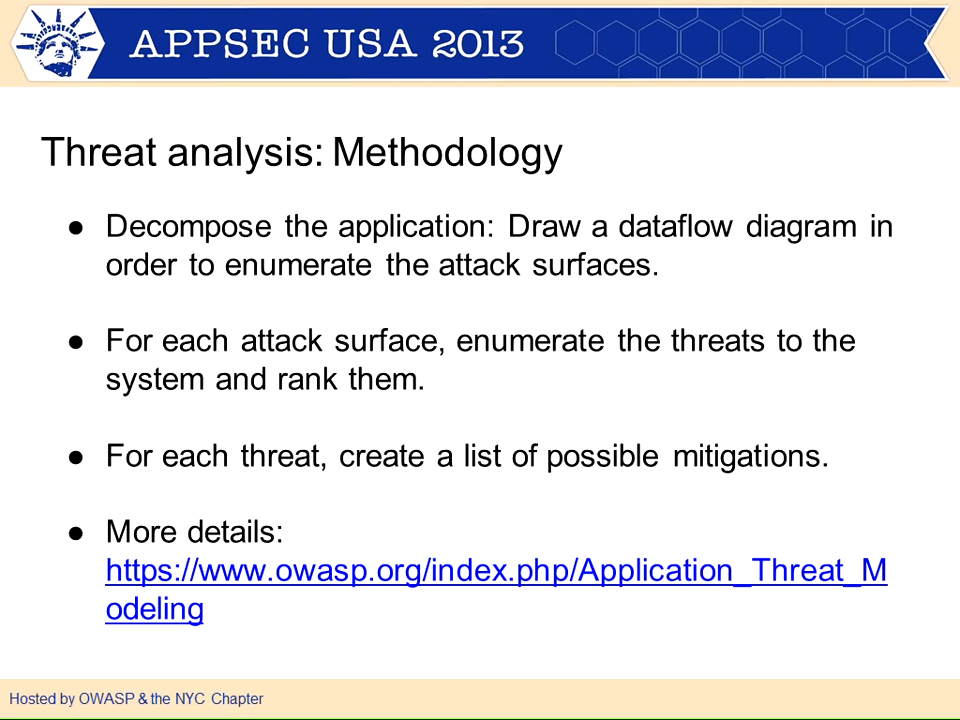 APPSEC USA 2013
Threat analysis: Methodology
● Decompose the application: Draw a dataflow diagram in
order to enumerate the attack surfaces.
● For each attack surface, enumerate the threats to the
system and rank them.
● For each threat, create a list of possible mitigations.
● More details:
https://www.owasp.org/index.php/Application_Threat_M
odeling
Hosted by OWASP & the NYC Chapter